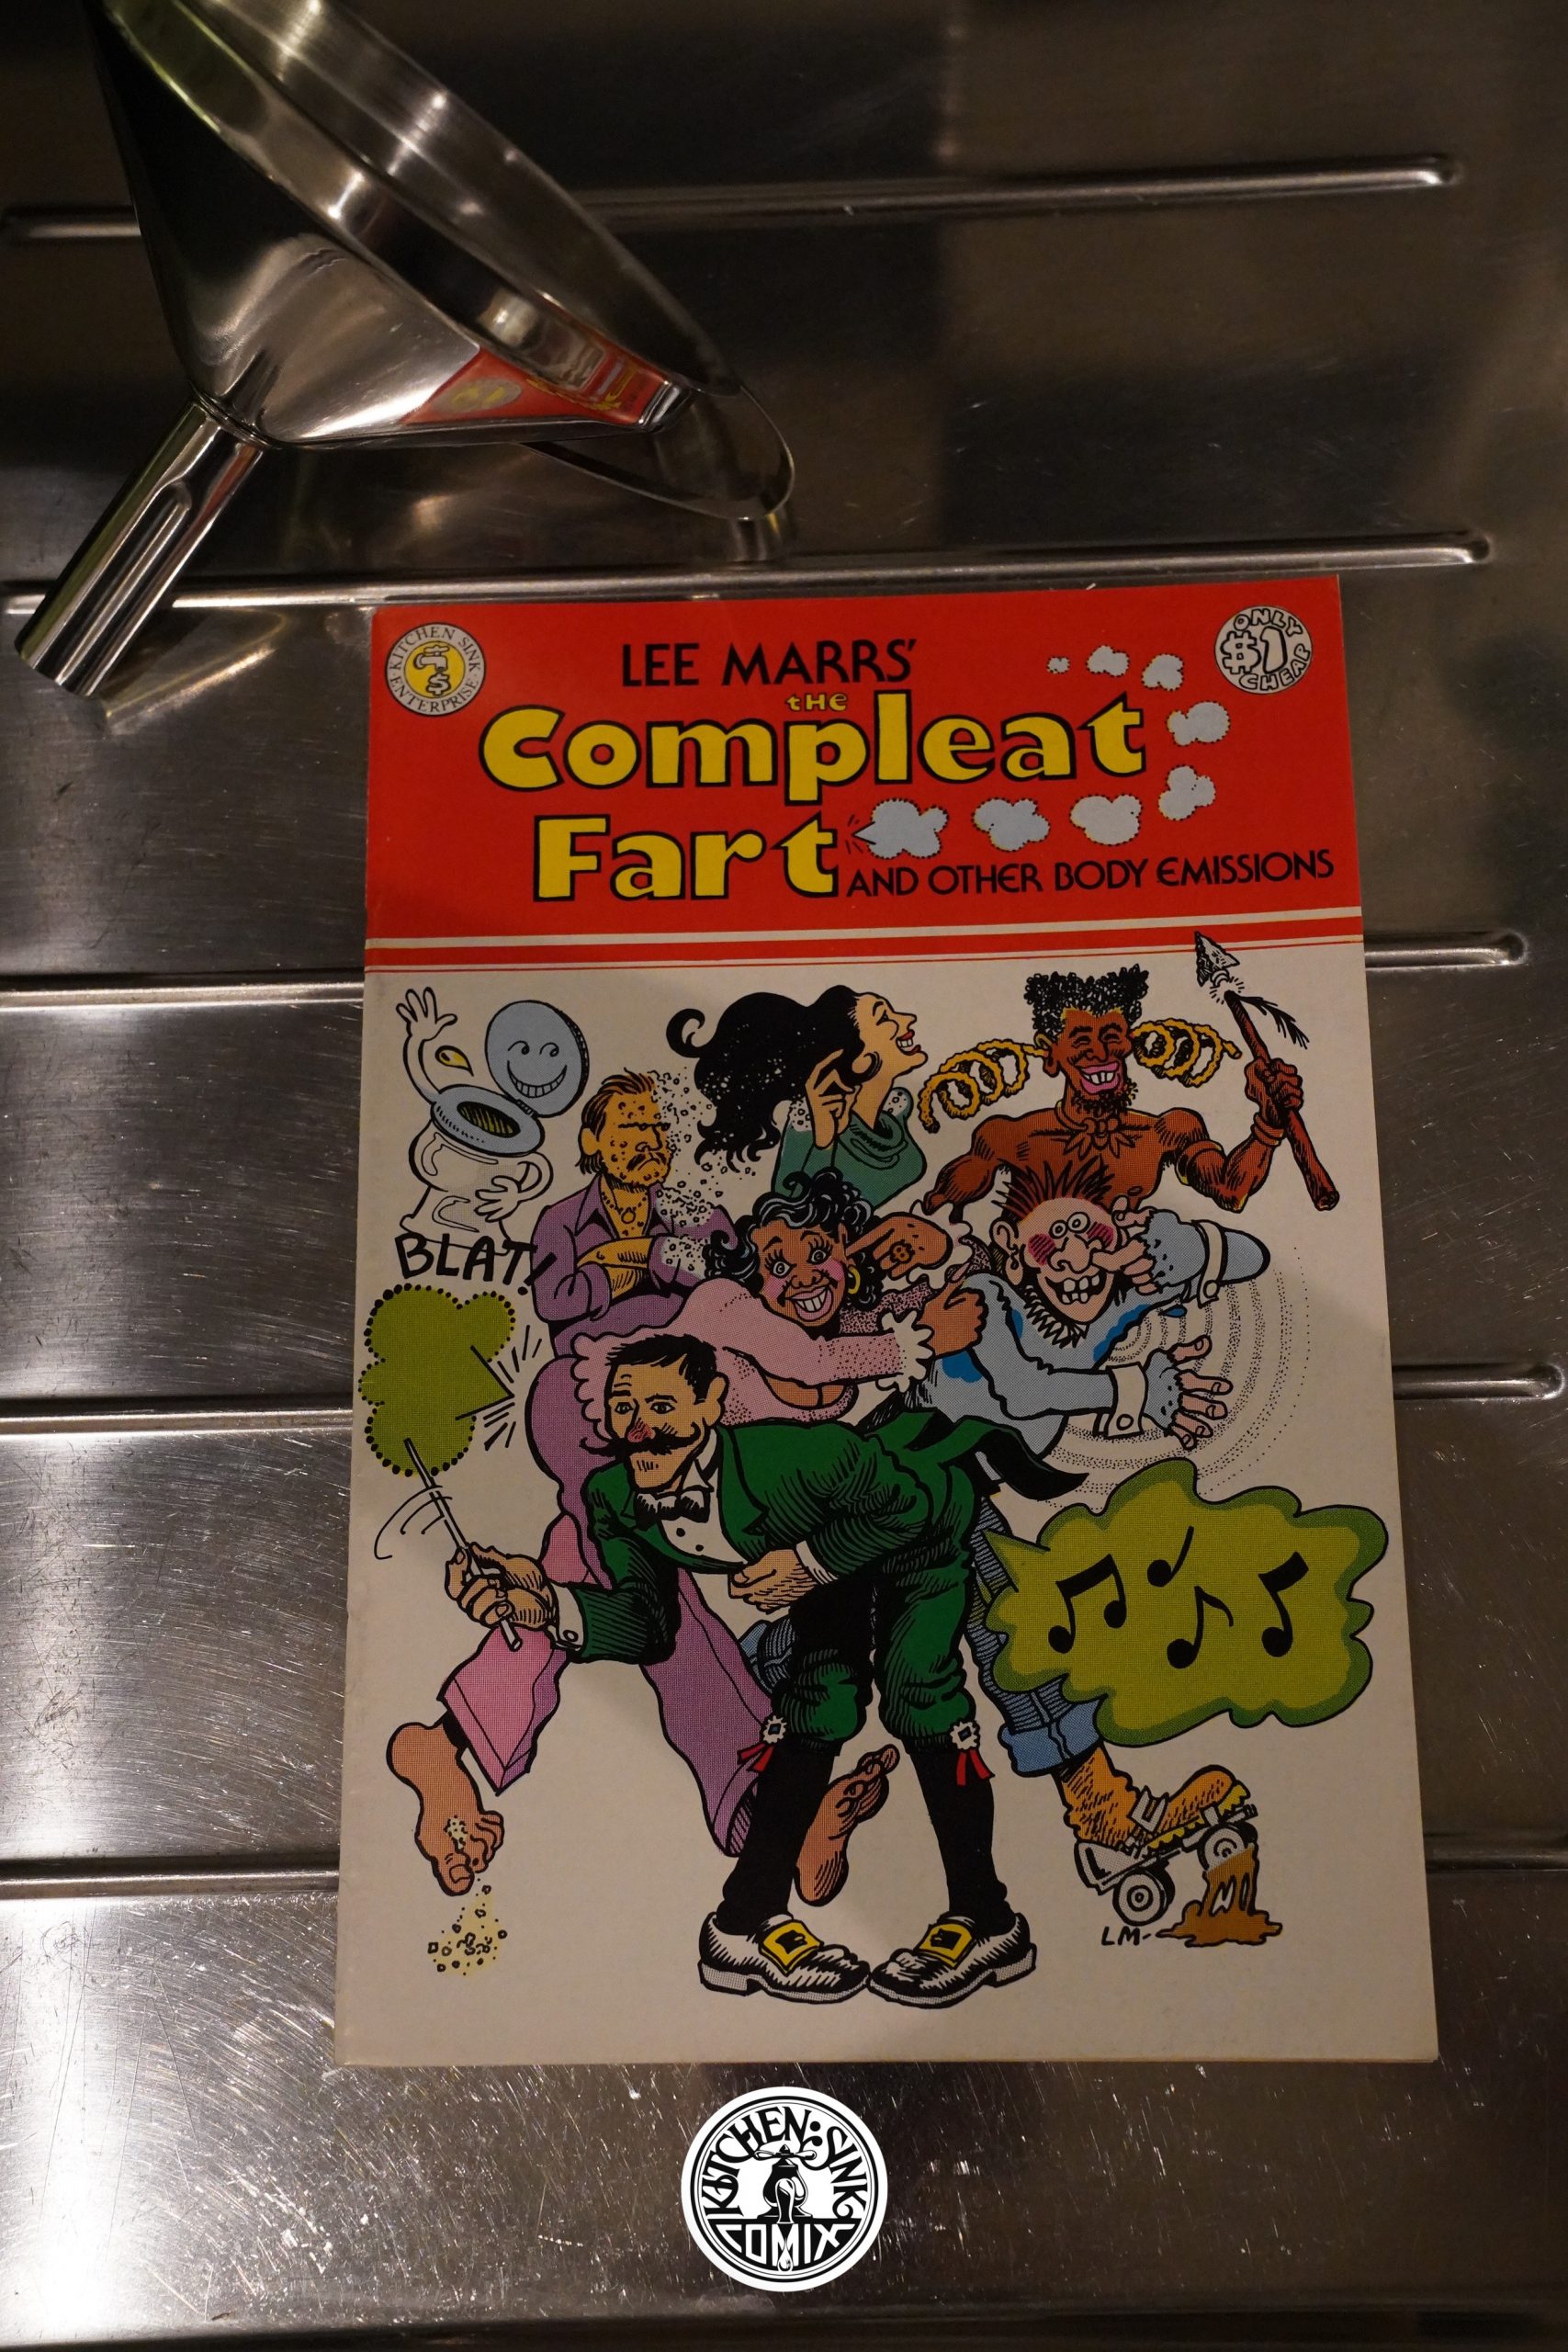 KITCHEN SINK
ENTERPRISE
LEE MARRS'
ONLY
$1
CHEAP
tHE
Compleat
Fart
AND OTHER BODY EMISSIONS
BLAT!
LM-
KITCHEN SINK
COMIX